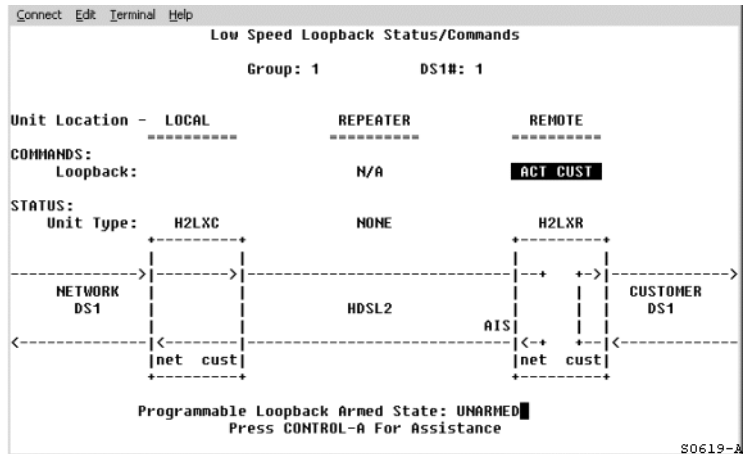 Connect Edit Terminal Help
Low Speed Loopback Status/Commands
Group: 1 DS1#: 1
Unit Location - LOCAL REPEATER REMOTE
========== ========== ==========
COMMANDS:
Loopback: N/A ACT CUST
STATUS:
Unit Type: H2LXC NONE H2LXR
NETWORK CUSTOMER
DS1 HDSL2 DS1
AIS
net cust net cust
Programmable Loopback Armed State: UNARMED
Press CONTROL-A For Assistance
S0619-A